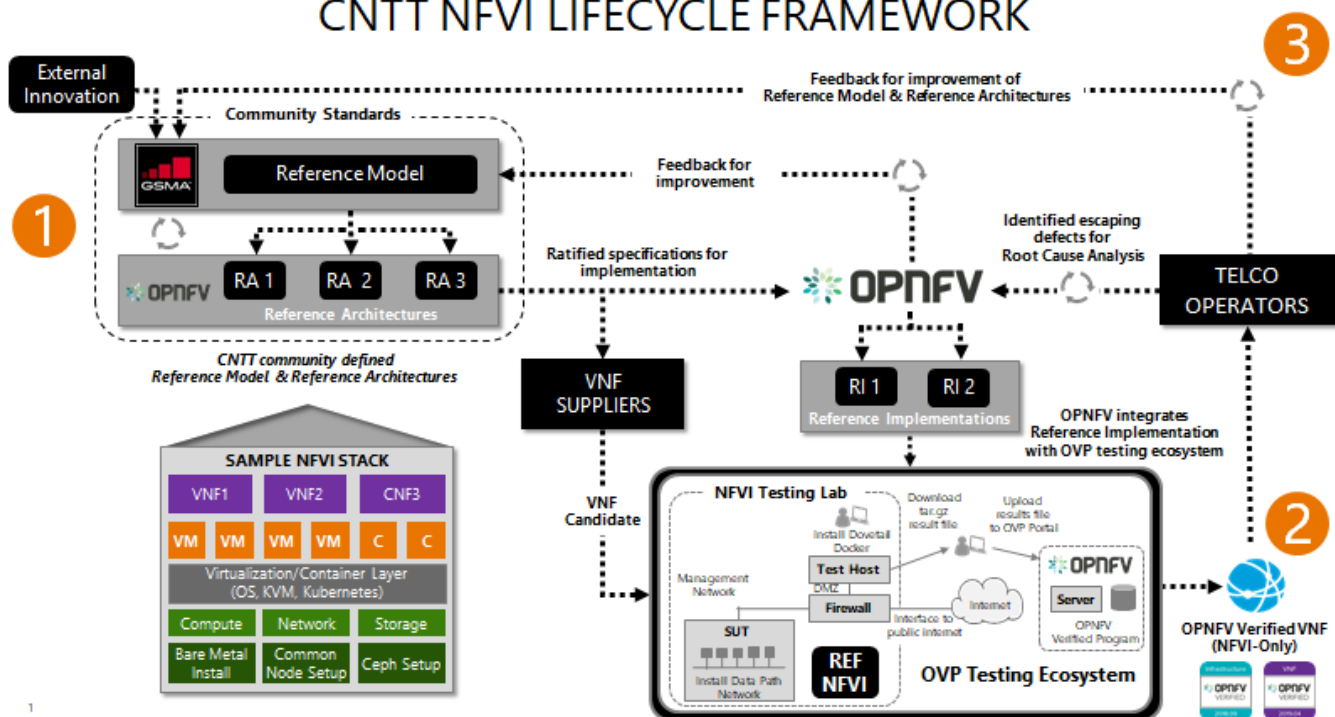 CNTT NFVI LIFECYCLE FRAMEWORK
3
External
Innovation
Feedback for improvement of
Reference Model & Reference Architectures
Community Standards
GSMA
Reference Model
Feedback for
improvement
1
Identified escaping
defects for
Root Cause Analysis
Ratified specifications for
implementation
OPNFV
RA 1
RA 2
RA 3
Reference Architectures
OPNFV
TELCO
OPERATORS
CNTT community defined
Reference Model & Reference Architectures
VNF
SUPPLIERS
RI 1
RI 2
Reference Implementations
OPNFV integrates
Reference Implementation
with OVP testing ecosystem
SAMPLE NFVI STACK
VNF1
VNF2
CNF3
VM
VM
VM
VM
C
C
Virtualization/Container Layer
(OS, KVM, Kubernetes)
Compute
Network
Storage
Bare Metal
Install
Common
Node Setup
Ceph Setup
VNF
Candidate
NFVI Testing Lab
Install Dovetail
Docker
Download
tar.gz
result file
Upload
results file
to OVP Portal
Test Host
DMZ
Firewall
Management
Network
Internet
Interface to
public internet
SUT
Install Data Path
Network
REF
NFVI
OPNFV
Server
OPNFV
Verified Program
OVP Testing Ecosystem
2
OPNFV Verified VNF
(NFVI-Only)
Infrastructure
OPNFV
VERIFIED
VNF
OPNFV
VERIFIED
1